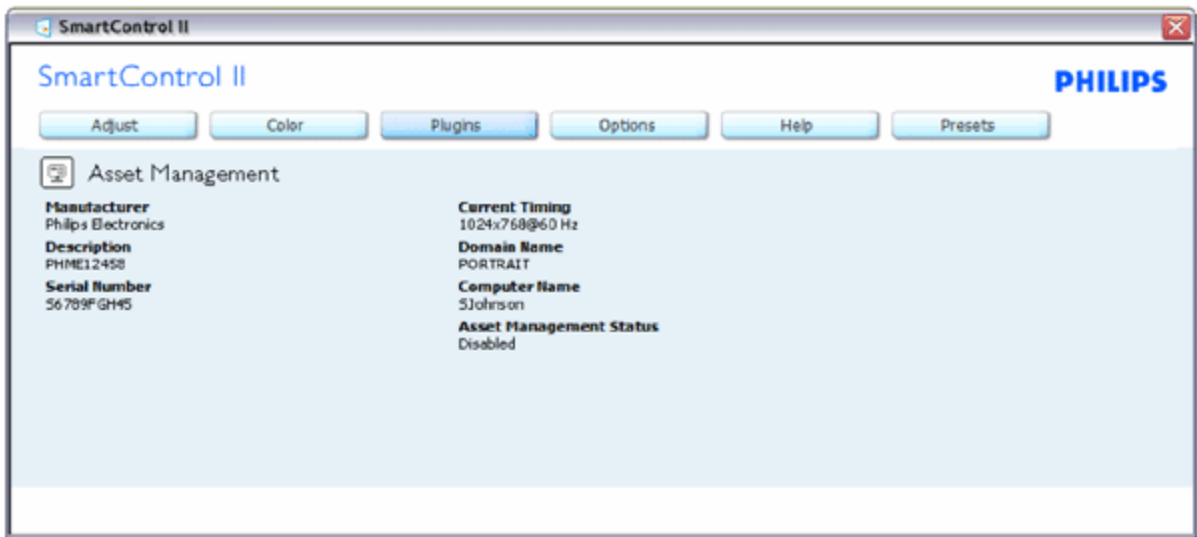 SmartControl II
SmartControl II
PHILIPS
Adjust Color Plugins Options Help Presets
Asset Management
Manufacturer
Philips Electronics
Description
PHME12458
Serial Number
S6789FGH45
Current Timing
1024x768@60 Hz
Domain Name
PORTRAIT
Computer Name
SJohnson
Asset Management Status
Disabled